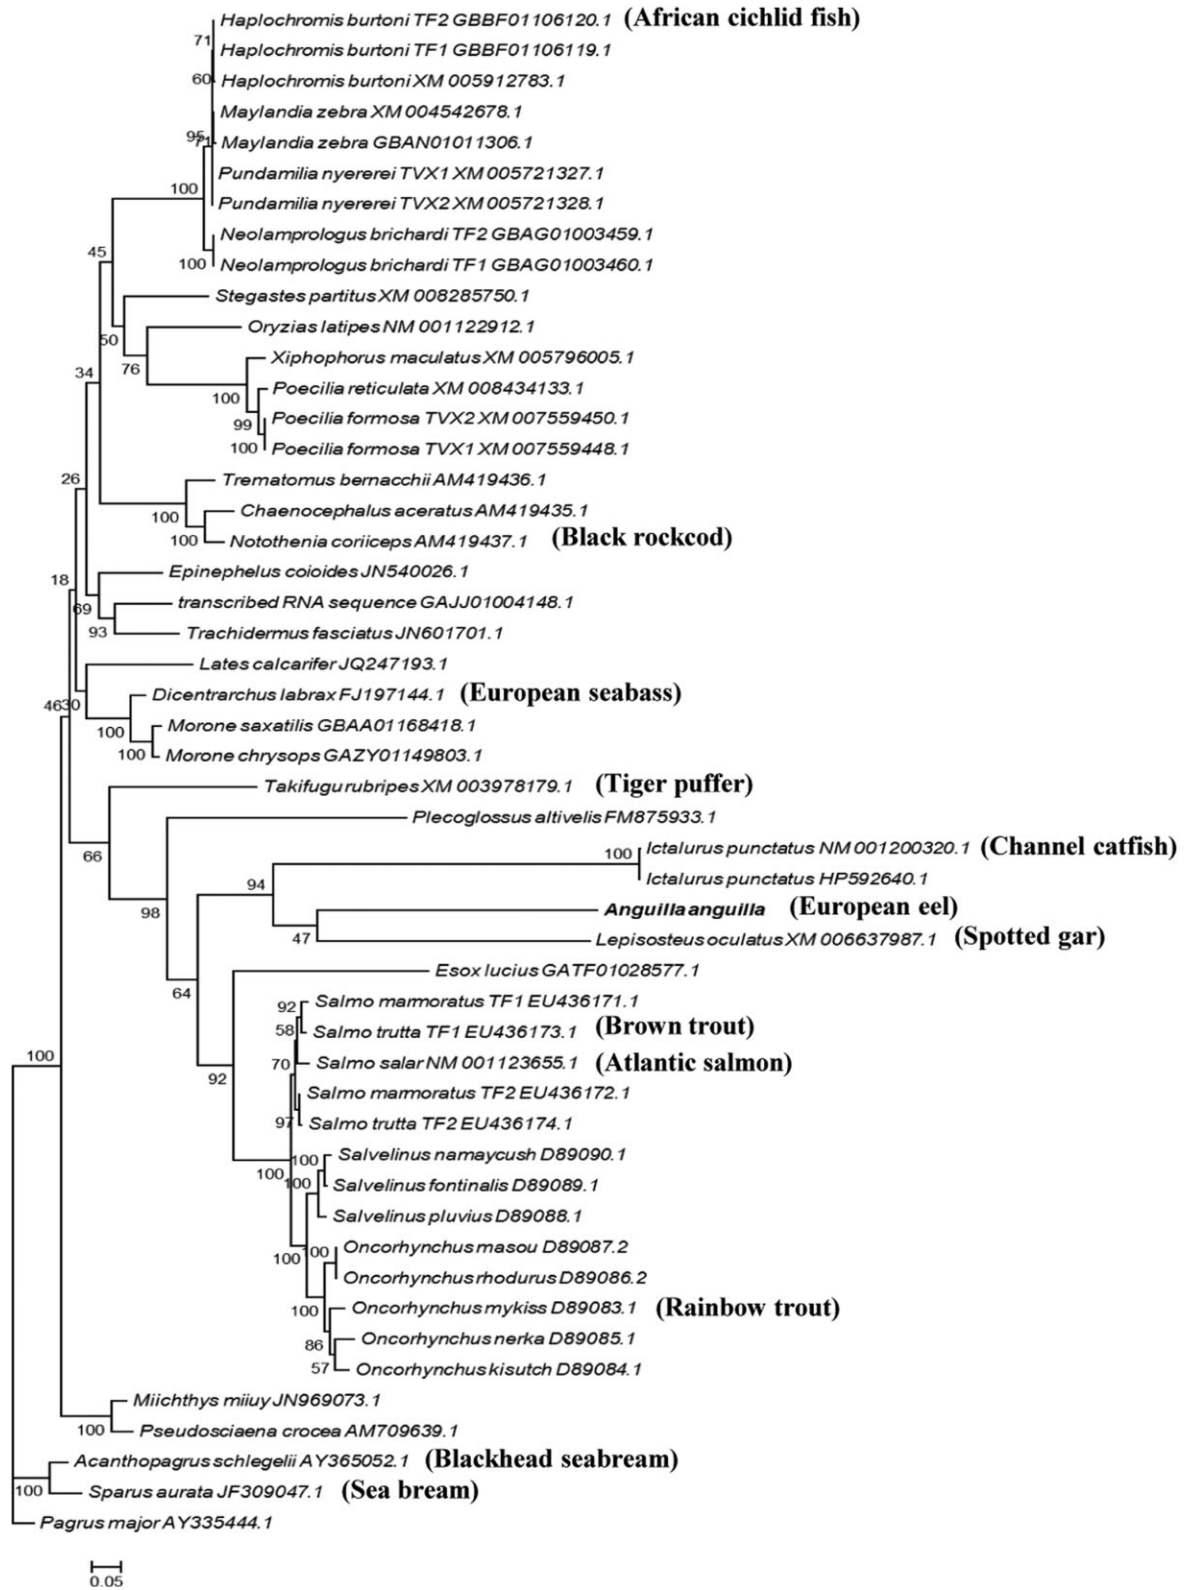 Haplochromis burtoni TF2 GBBF01106120.1 (African cichlid fish)
71
Haplochromis burtoni TF1 GBBF01106119.1
60
Haplochromis burtoni XM 005912783.1
Maylandia zebra XM 004542678.1
95
71
Maylandia zebra GBAN01011306.1
Pundamilia nyererei TVX1 XM 005721327.1
100
Pundamilia nyererei TVX2 XM 005721328.1
Neolamprologus brichardi TF2 GBAG01003459.1
45
100
Neolamprologus brichardi TF1 GBAG01003460.1
Stegastes partitus XM 008285750.1
Oryzias latipes NM 001122912.1
50
Xiphophorus maculatus XM 005796005.1
76
34
Poecilia reticulata XM 008434133.1
100
Poecilia formosa TVX2 XM 007559450.1
99
Poecilia formosa TVX1 XM 007559448.1
100
Trematomus bernacchii AM419436.1
26
Chaenocephalus aceratus AM419435.1
100
Notothenia coriiceps AM419437.1 (Black rockcod)
100
Epinephelus coioides JN540026.1
18
transcribed RNA sequence GAJJ01004148.1
69
Trachidermus fasciatus JN601701.1
93
Lates calcarifer JQ247193.1
Dicentrarchus labrax FJ197144.1 (European seabass)
46
30
Morone saxatilis GBAA01168418.1
100
Morone chrysops GAZY01149803.1
100
Takifugu rubripes XM 003978179.1 (Tiger puffer)
Plecoglossus altivelis FM875933.1
66
100
Ictalurus punctatus NM 001200320.1 (Channel catfish)
Ictalurus punctatus HP592640.1
94
98
Anguilla anguilla (European eel)
47
Lepisosteus oculatus XM 006637987.1 (Spotted gar)
Esox lucius GATF01028577.1
64
92
Salmo marmoratus TF1 EU436171.1
58
Salmo trutta TF1 EU436173.1 (Brown trout)
100
70
Salmo salar NM 001123655.1 (Atlantic salmon)
92
Salmo marmoratus TF2 EU436172.1
97
Salmo trutta TF2 EU436174.1
100
Salvelinus namaycush D89090.1
100
100
Salvelinus fontinalis D89089.1
Salvelinus pluvius D89088.1
100
100
Oncorhynchus masou D89087.2
Oncorhynchus rhodurus D89086.2
100
Oncorhynchus mykiss D89083.1 (Rainbow trout)
86
Oncorhynchus nerka D89085.1
57
Oncorhynchus kisutch D89084.1
Miichthys miiuy JN969073.1
100
Pseudosciaena crocea AM709639.1
Acanthopagrus schlegelii AY365052.1 (Blackhead seabream)
100
Sparus aurata JF309047.1 (Sea bream)
Pagrus major AY335444.1
0.05